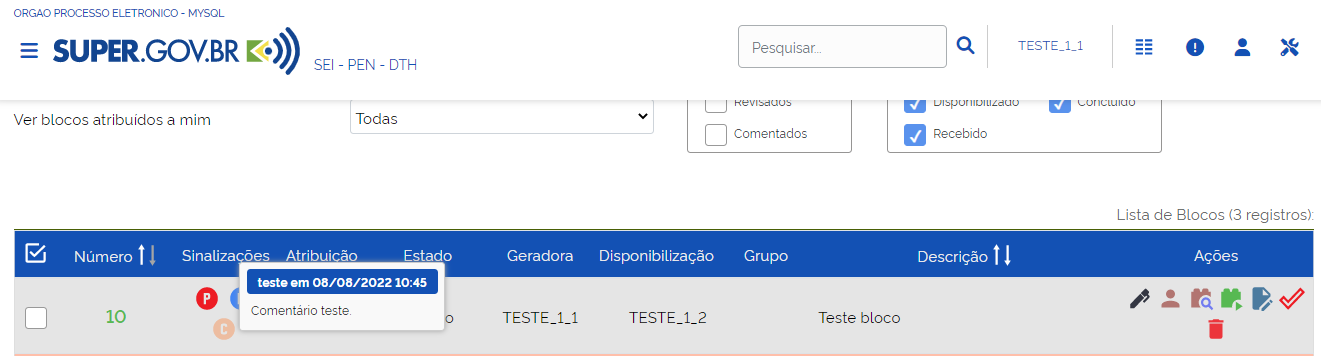 ORGAO PROCESSO ELETRONICO - MYSQL
SUPER.GOV.BR
SEI - PEN - DTH
Pesquisar...
TESTE_1_1
Ver blocos atribuídos a mim
Todas
Revisados
Comentados
Disponibilizado
Concluído
Recebido
Lista de Blocos (3 registros):
Número Sinalizações Atribuição Estado Geradora Disponibilização Grupo Descrição Ações
teste em 08/08/2022 10:45
Comentário teste.
P
C
10 TESTE_1_1 TESTE_1_2 Teste bloco